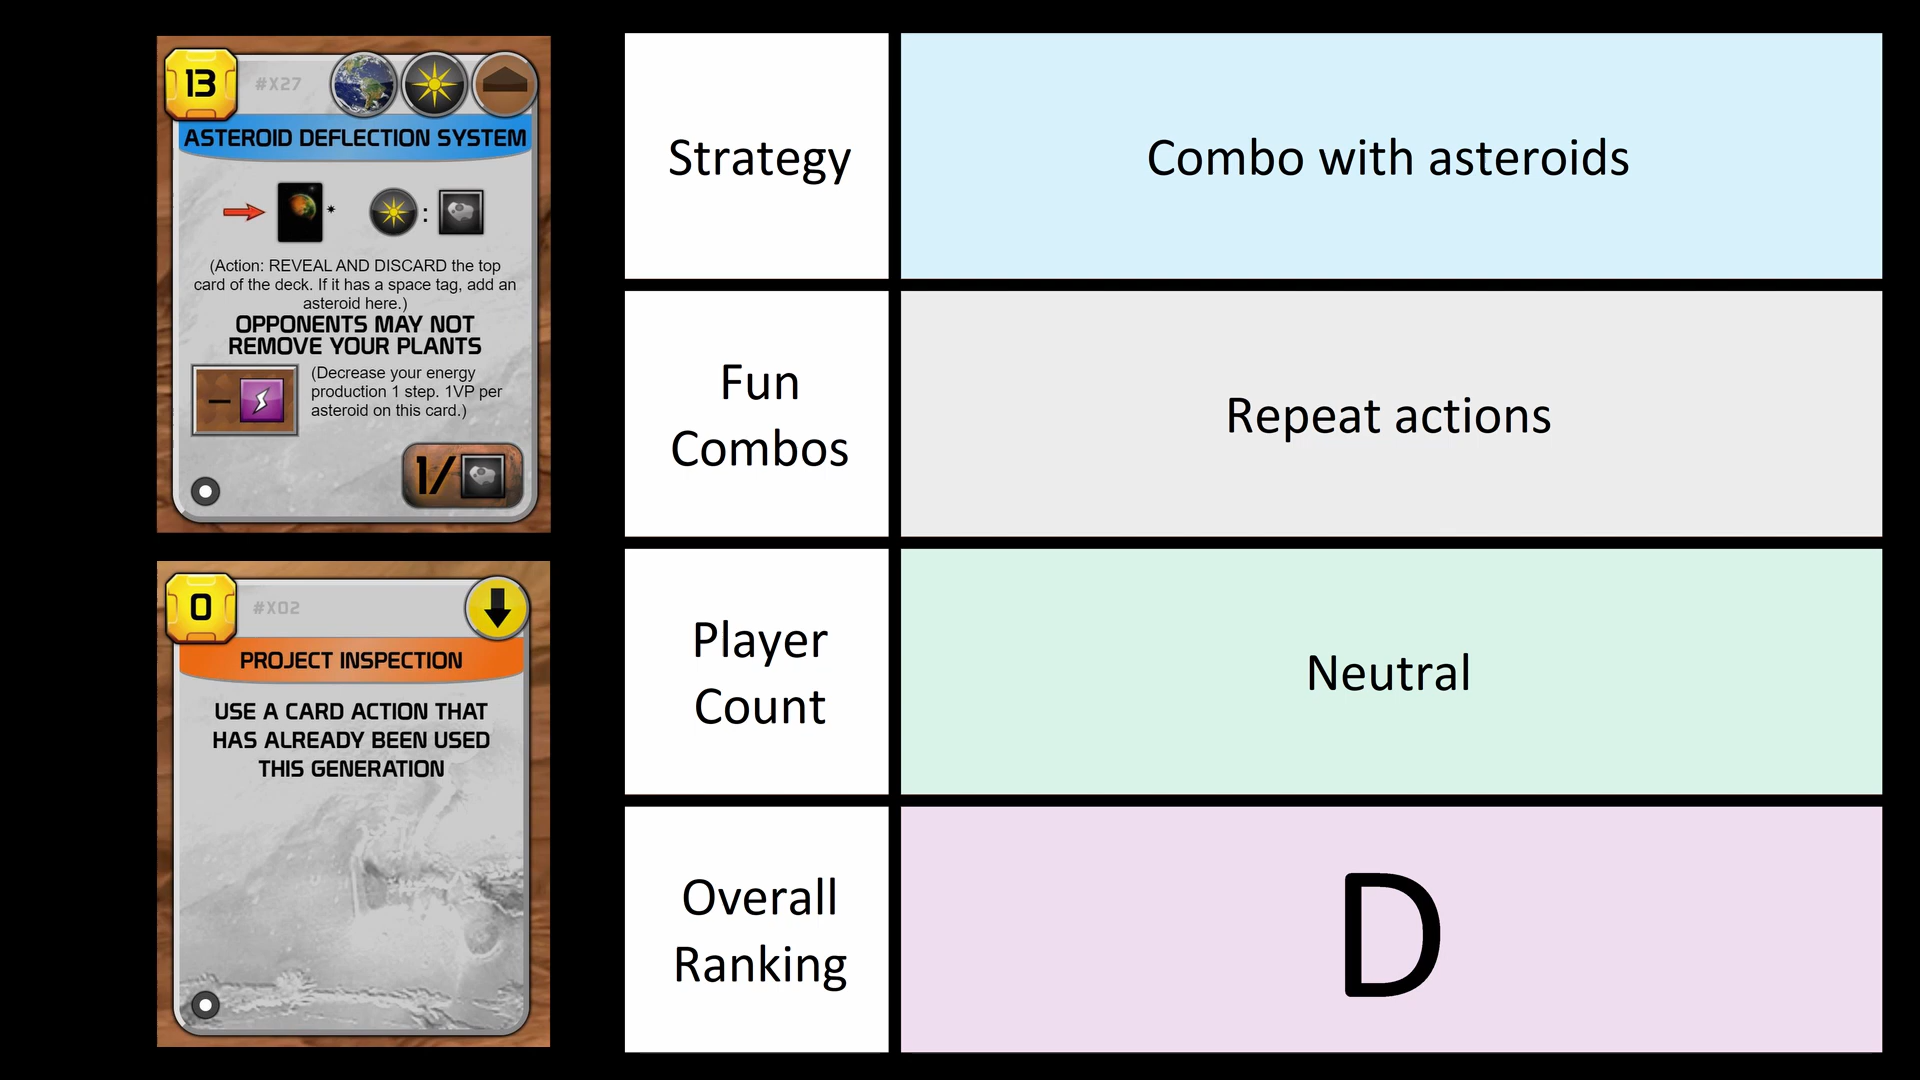 13
#X27
ASTEROID DEFLECTION SYSTEM
* :
(Action: REVEAL AND DISCARD the top
card of the deck. If it has a space tag, add an
asteroid here.)
OPPONENTS MAY NOT
REMOVE YOUR PLANTS
−
(Decrease your energy
production 1 step. 1VP per
asteroid on this card.)
1/
0
#X02
PROJECT INSPECTION
USE A CARD ACTION THAT
HAS ALREADY BEEN USED
THIS GENERATION
Strategy
Combo with asteroids
Fun
Combos
Repeat actions
Player
Count
Neutral
Overall
Ranking
D